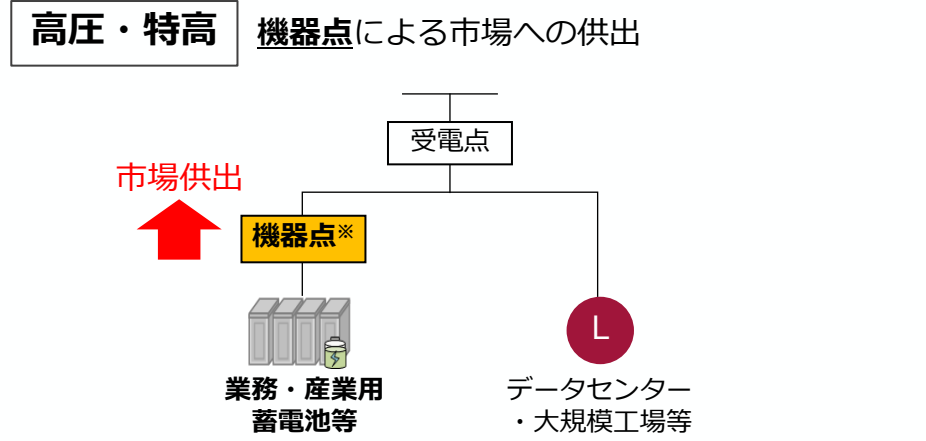 高圧・特高
機器点による市場への供出
受電点
市場供出
機器点※
L
業務・産業用
蓄電池等
データセンター
・大規模工場等